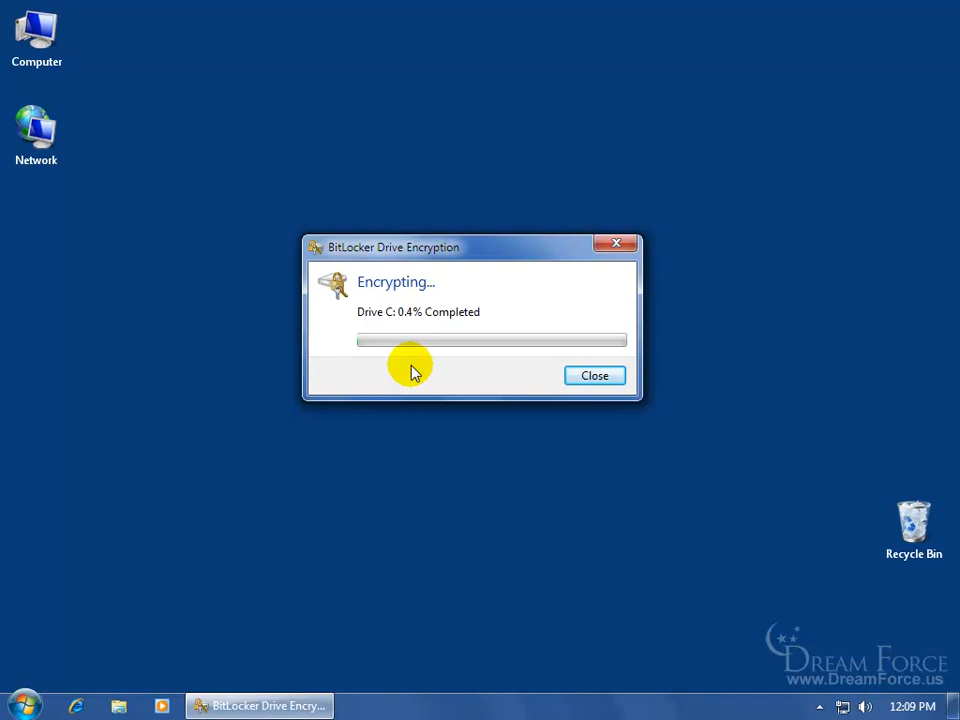 Computer
Network
BitLocker Drive Encryption
Encrypting...
Drive C: 0.4% Completed
Close
Recycle Bin
DREAM FORCE
www.DreamForce.us
BitLocker Drive Encry...
12:09 PM